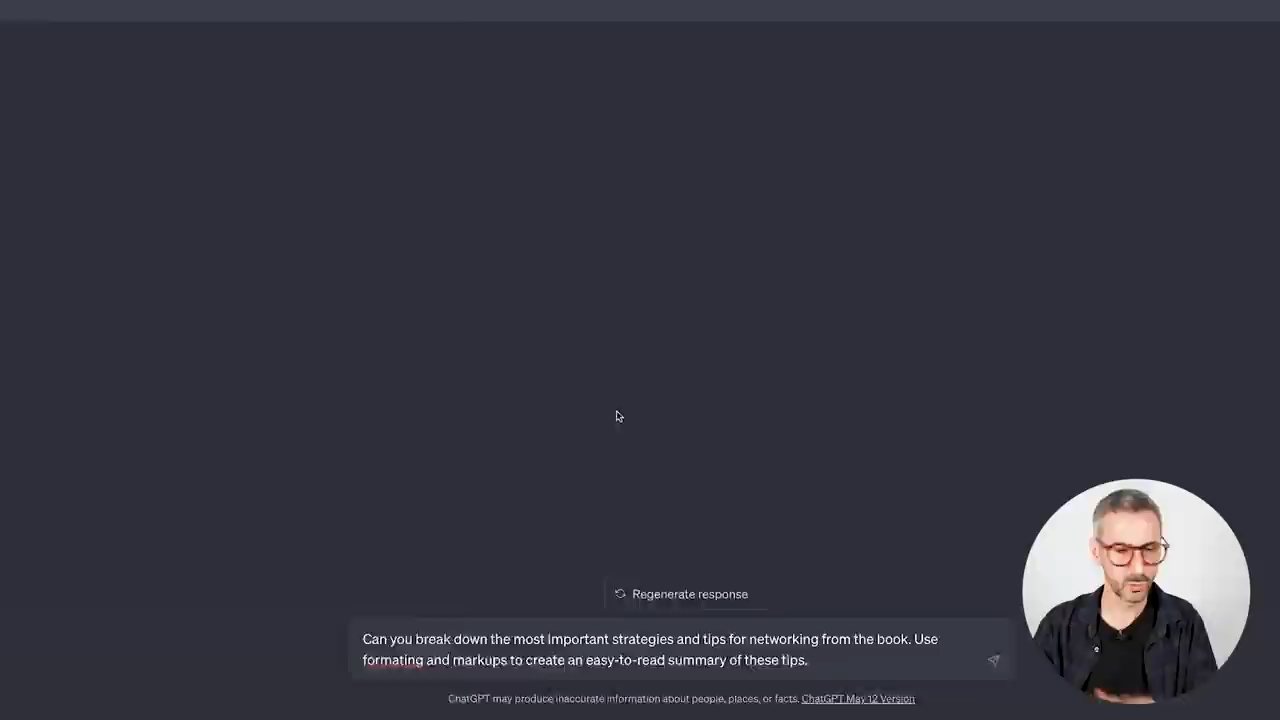 Regenerate response
Can you break down the most important strategies and tips for networking from the book. Use
formating and markups to create an easy-to-read summary of these tips.
ChatGPT may produce inaccurate information about people, places, or facts. ChatGPT May 12 Version